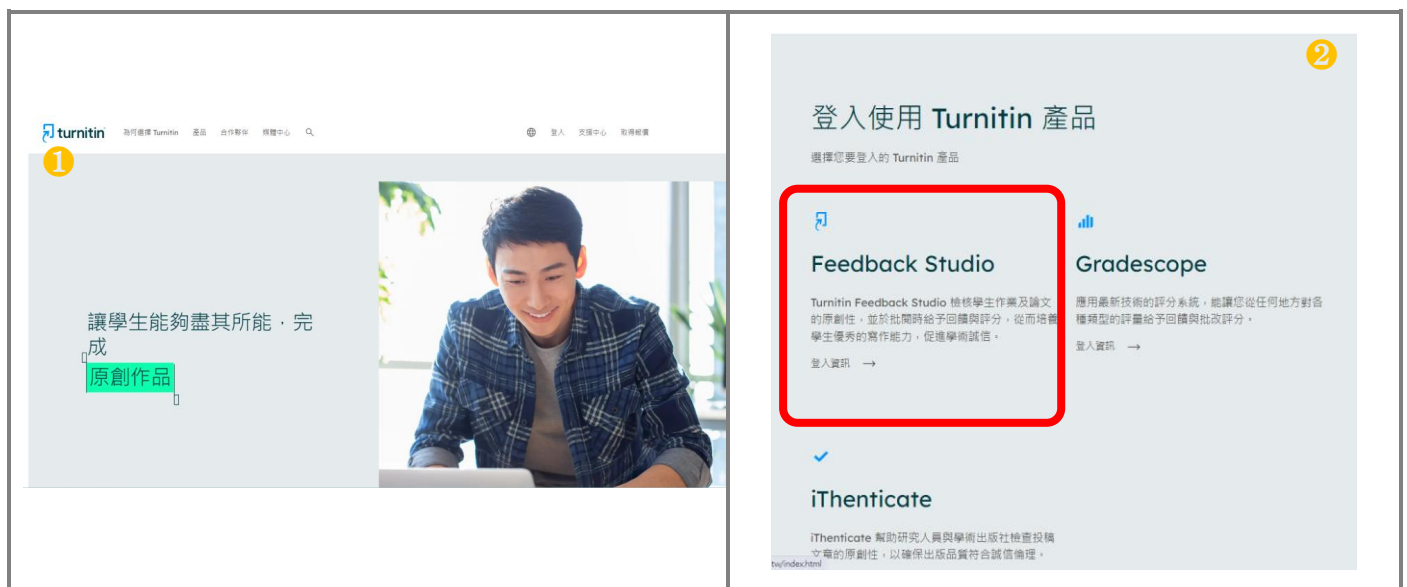 ❶
turnitin
為何選擇 Turnitin 產品 合作夥伴 媒體中心
登入 支援中心 取得報價
讓學生能夠盡其所能，完
成
原創作品
❷
登入使用 Turnitin 產品
選擇您要登入的 Turnitin 產品
Feedback Studio
Turnitin Feedback Studio 檢核學生作業及論文
的原創性，並於批閱時給予回饋與評分，從而培養
學生優秀的寫作能力，促進學術誠信。
登入資訊 →
Gradescope
應用最新技術的評分系統，能讓您從任何地方對各
種類型的評量給予回饋與批改評分。
登入資訊 →
iThenticate
iThenticate 幫助研究人員與學術出版社檢查投稿
文章的原創性，以確保出版品質符合誠信倫理。
tw/index.html